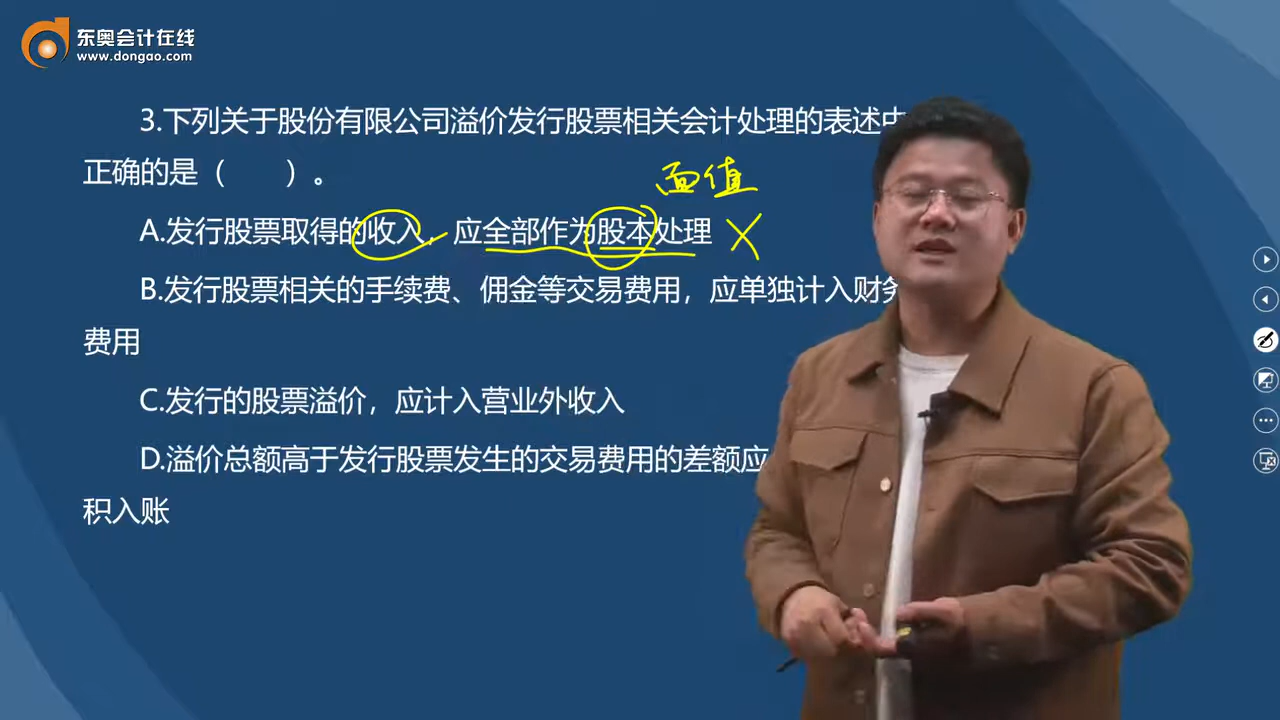 东奥会计在线
www.dongao.com
3.下列关于股份有限公司溢价发行股票相关会计处理的表述
正确的是（ ）。
面值
A.发行股票取得的收入，应全部作为股本处理 X
B.发行股票相关的手续费、佣金等交易费用，应单独计入财务
费用
C.发行的股票溢价，应计入营业外收入
D.溢价总额高于发行股票发生的交易费用的差额应
积入账